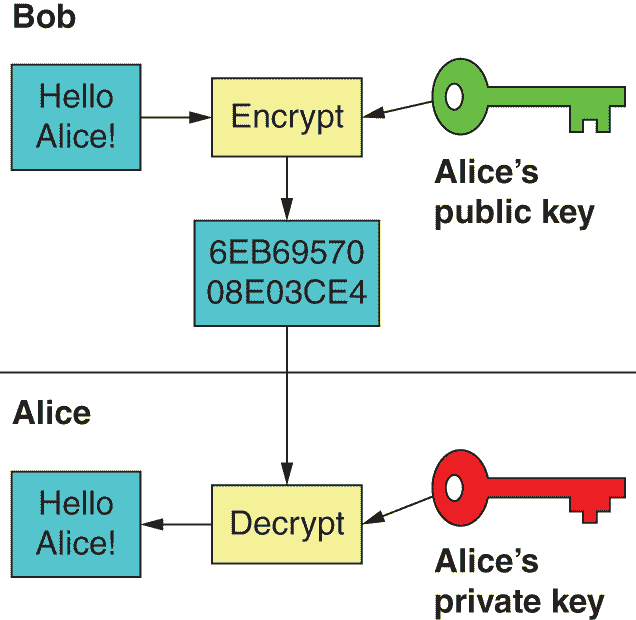 Bob
Hello
Alice!
Encrypt
Alice's
public key
6EB69570
08E03CE4
Alice
Hello
Alice!
Decrypt
Alice's
private key